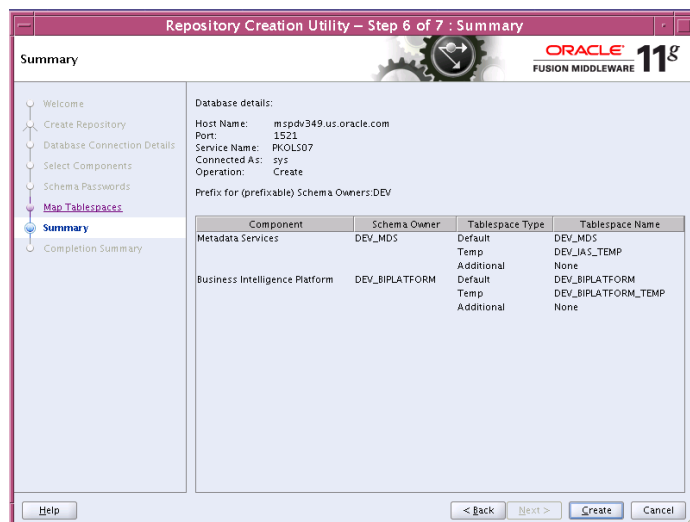 Repository Creation Utility – Step 6 of 7 : Summary
Summary
ORACLE
FUSION MIDDLEWARE 11g
Welcome
Create Repository
Database Connection Details
Select Components
Schema Passwords
Map Tablespaces
Summary
Completion Summary
Database details:
Host Name: mspdv349.us.oracle.com
Port: 1521
Service Name: PKOLS07
Connected As: sys
Operation: Create
Prefix for (prefixable) Schema Owners:DEV
Component Schema Owner Tablespace Type Tablespace Name
Metadata Services DEV_MDS Default DEV_MDS
Temp DEV_IAS_TEMP
Additional None
Business Intelligence Platform DEV_BIPLATFORM Default DEV_BIPLATFORM
Temp DEV_BIPLATFORM_TEMP
Additional None
Help < Back Next > Create Cancel